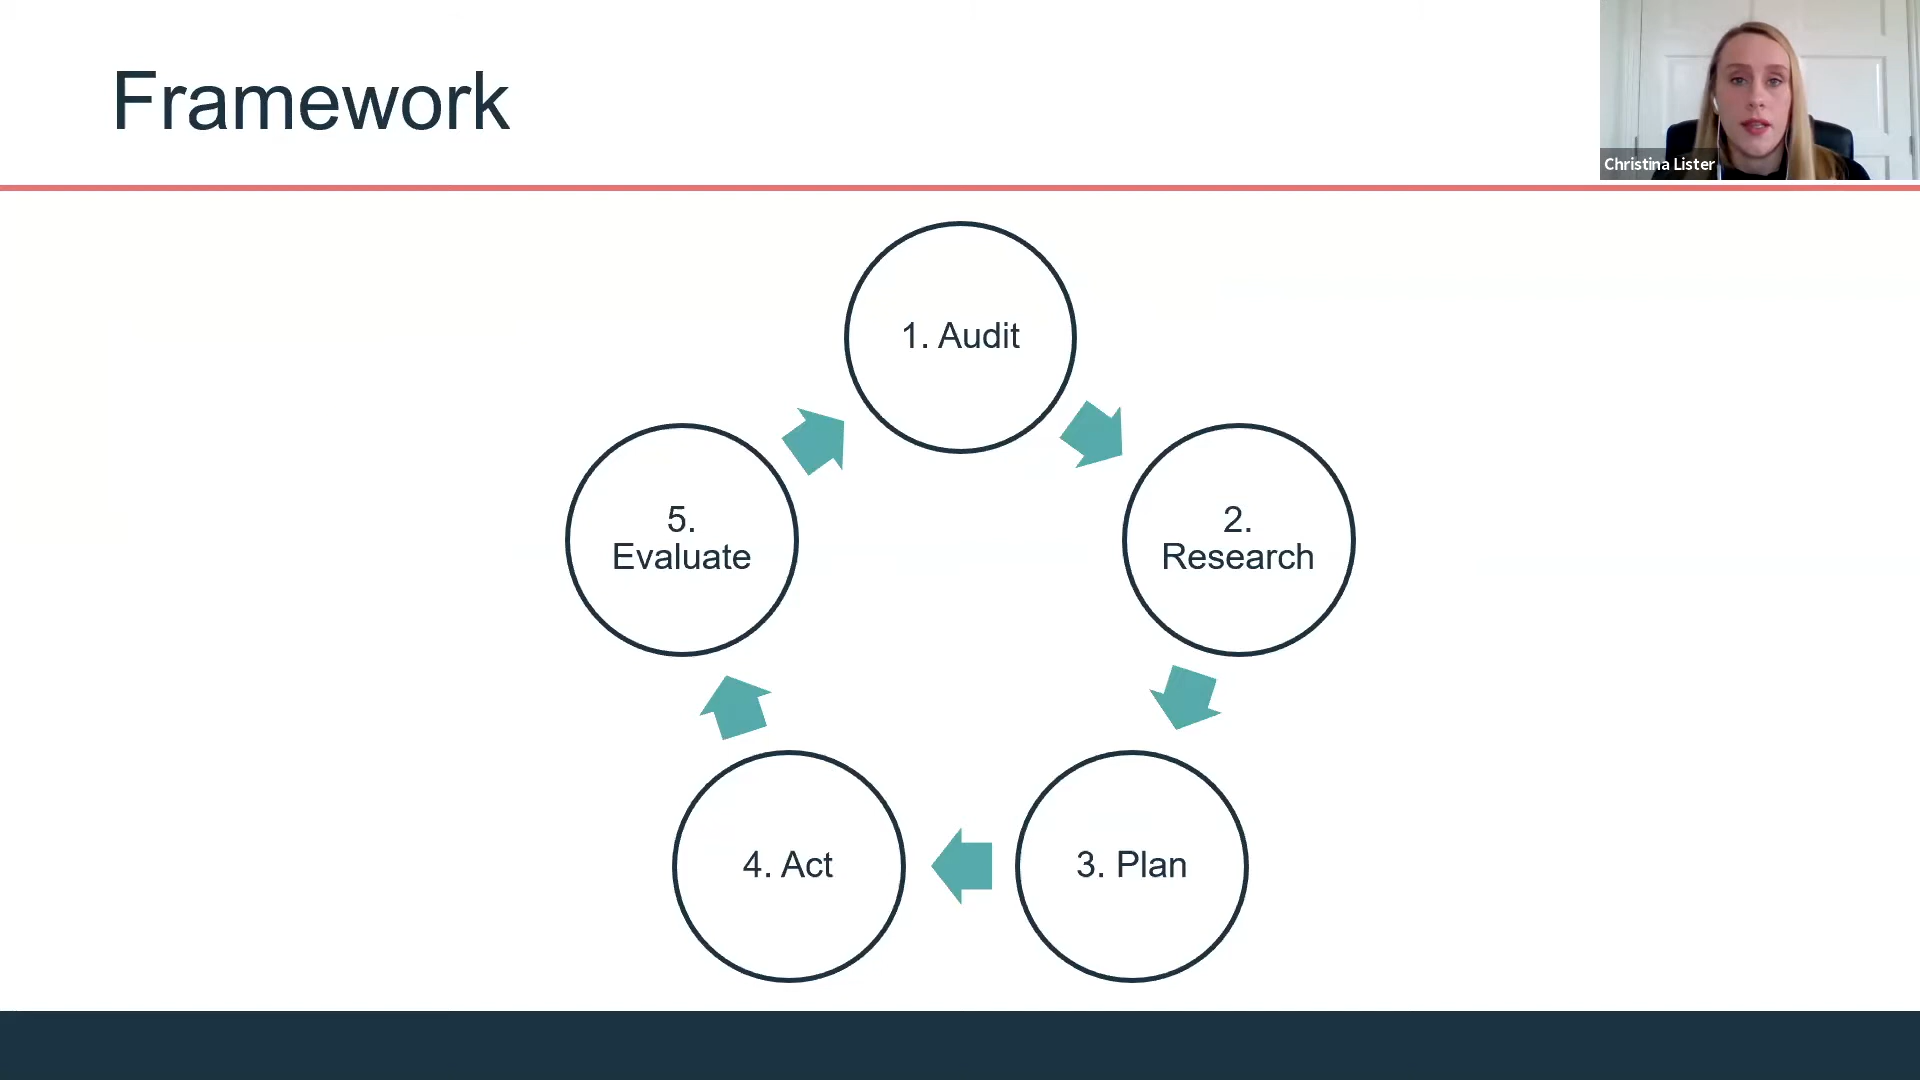 Framework
Christina Lister
1. Audit
2.
Research
3. Plan
4. Act
5.
Evaluate